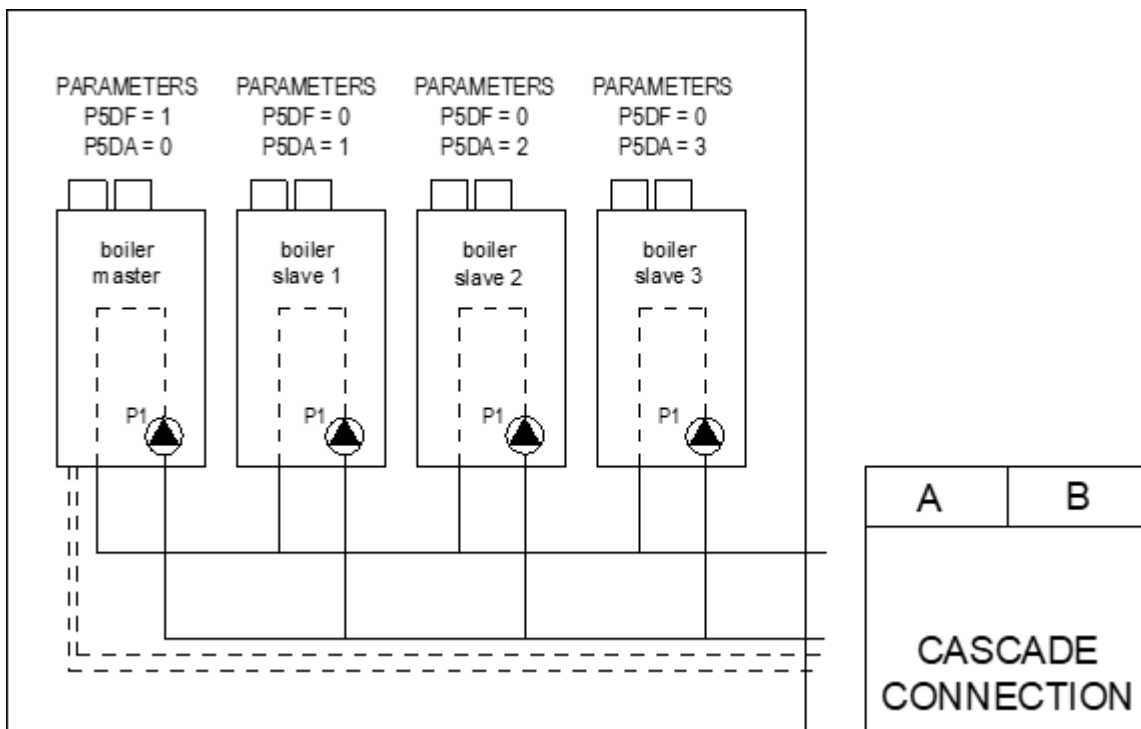 PARAMETERS
P5DF = 1
P5DA = 0
PARAMETERS
P5DF = 0
P5DA = 1
PARAMETERS
P5DF = 0
P5DA = 2
PARAMETERS
P5DF = 0
P5DA = 3
boiler
master
boiler
slave 1
boiler
slave 2
boiler
slave 3
P1
P1
P1
P1
A
B
CASCADE
CONNECTION